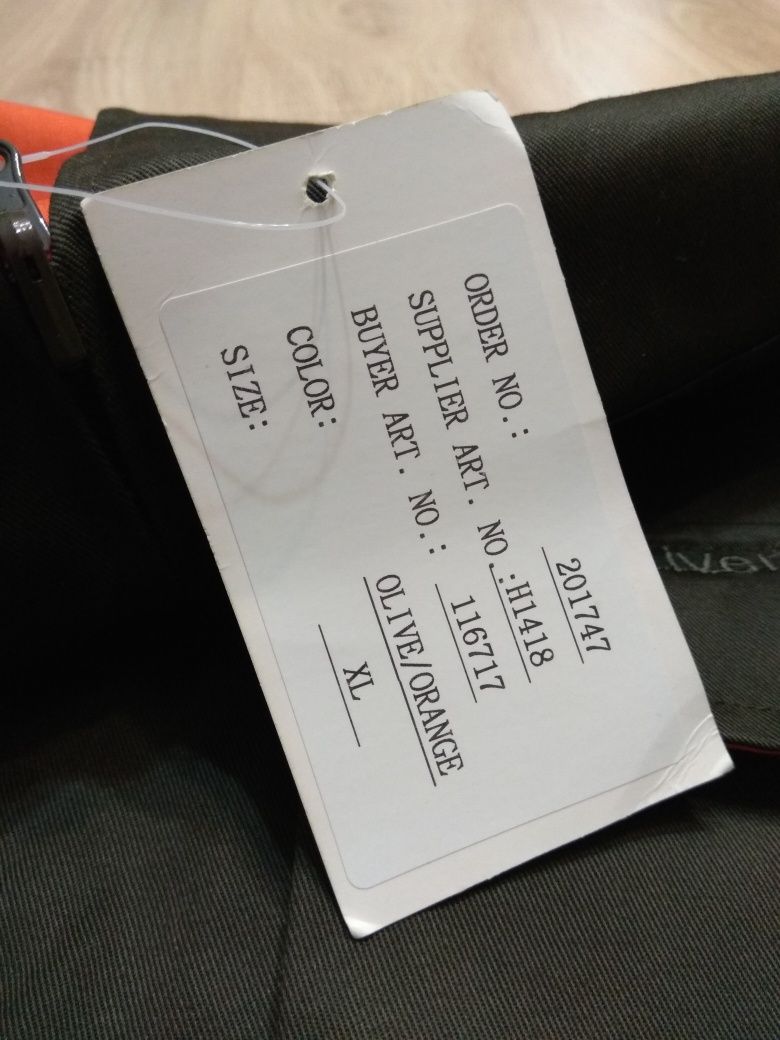 ORDER NO.: 201747
SUPPLIER ART. NO.:H1418
BUYER ART. NO.: 116717
COLOR: OLIVE/ORANGE
SIZE: XL